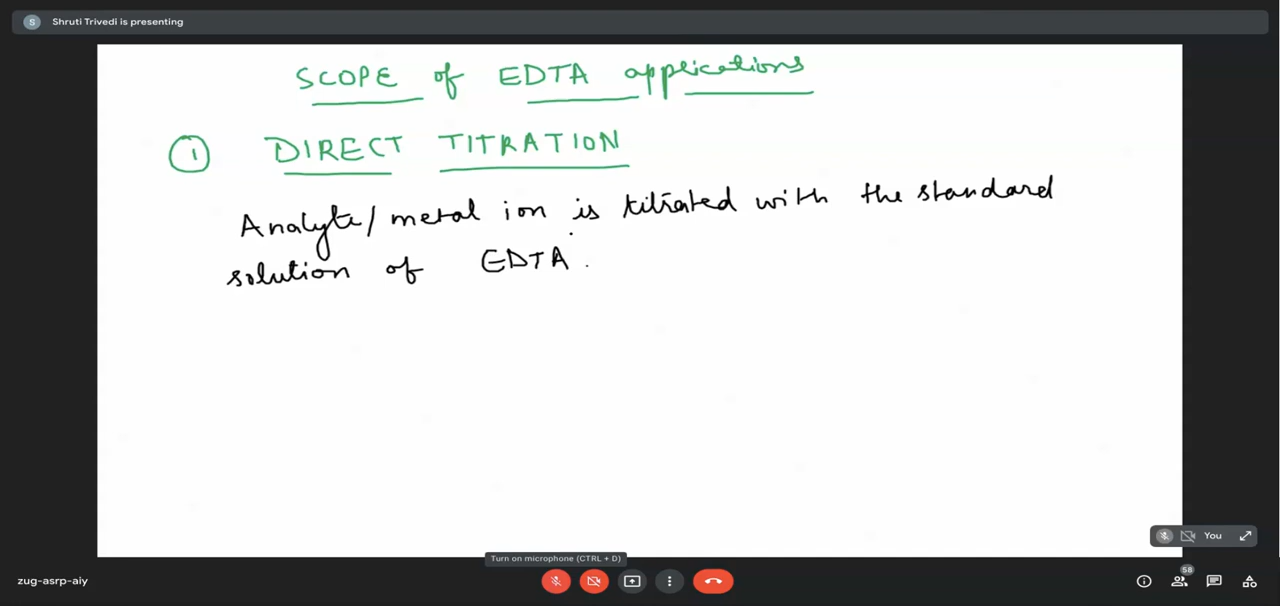 S Shruti Trivedi is presenting
SCOPE of EDTA applications
1 DIRECT TITRATION
Analyte/metal ion is titrated with the standard
solution of EDTA.
You
Turn on microphone (CTRL + D)
zug-asrp-aiy
58